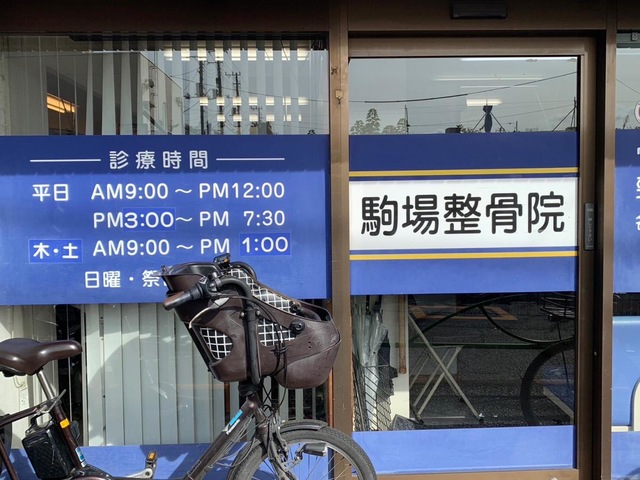 診療時間
平日 AM9:00～PM12:00
PM3:00～PM 7:30
木・土 AM9:00～PM 1:00
日曜・祭
駒場整骨院